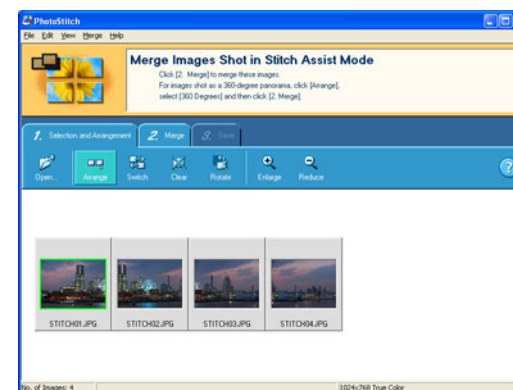 PhotoStitch
File Edit View Merge Help
Merge Images Shot in Stitch Assist Mode
Click [2. Merge] to merge these images.
For images shot as a 360-degree panorama, click [Arrange],
select [360 Degrees] and then click [2. Merge].
1. Selection and Arrangement 2. Merge 3. Save
Open... Arrange Switch Clear Rotate Enlarge Reduce ?
STITCH01.JPG STITCH02.JPG STITCH03.JPG STITCH04.JPG
No. of Images: 4 1024x768 True Color